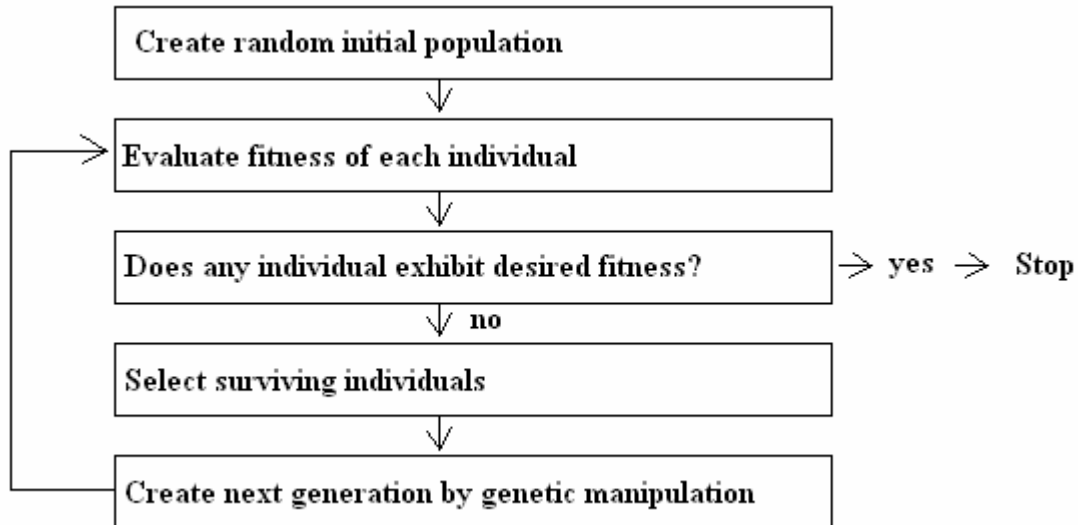 Create random initial population
Evaluate fitness of each individual
Does any individual exhibit desired fitness?
yes
Stop
no
Select surviving individuals
Create next generation by genetic manipulation